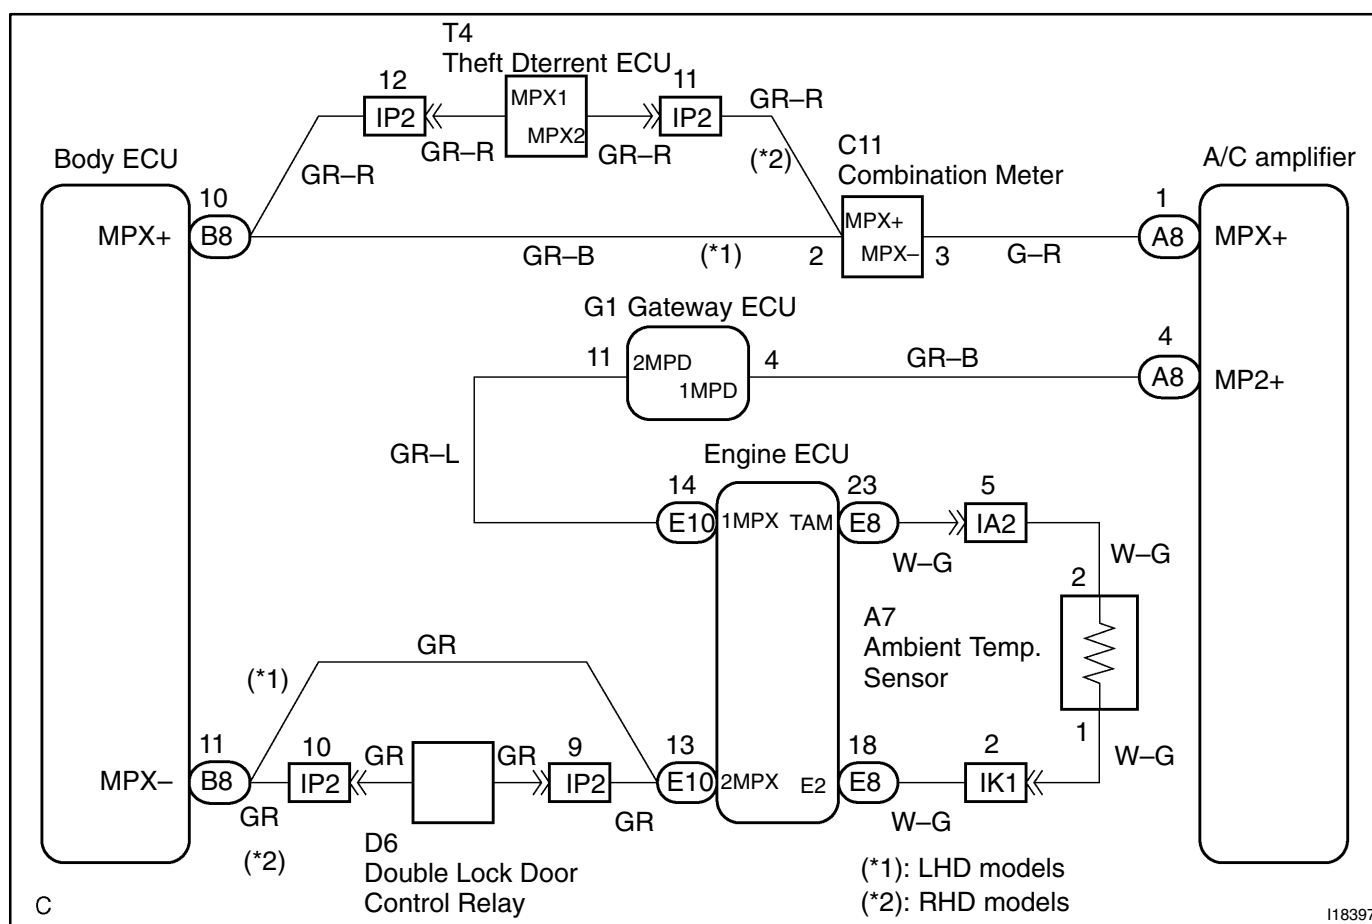 T4
Theft Dterrent ECU
12
11
IP2
MPX1
MPX2
IP2
GR–R
GR–R
GR–R
GR–R
(*2)
Body ECU
C11
Combination Meter
A/C amplifier
10
1
MPX+
B8
MPX+
MPX–
A8
MPX+
GR–B
(*1)
2
3
G–R
G1 Gateway ECU
11
2MPD
1MPD
4
GR–B
4
A8
MP2+
GR–L
Engine ECU
14
23
5
E10
1MPX
TAM
E8
IA2
W–G
W–G
2
A7
Ambient Temp.
Sensor
GR
(*1)
1
W–G
11
10
GR
GR
9
13
18
2
MPX–
B8
IP2
IP2
E10
2MPX
E2
E8
IK1
GR
GR
W–G
(*2)
D6
Double Lock Door
Control Relay
(*1): LHD models
(*2): RHD models
C
I18397